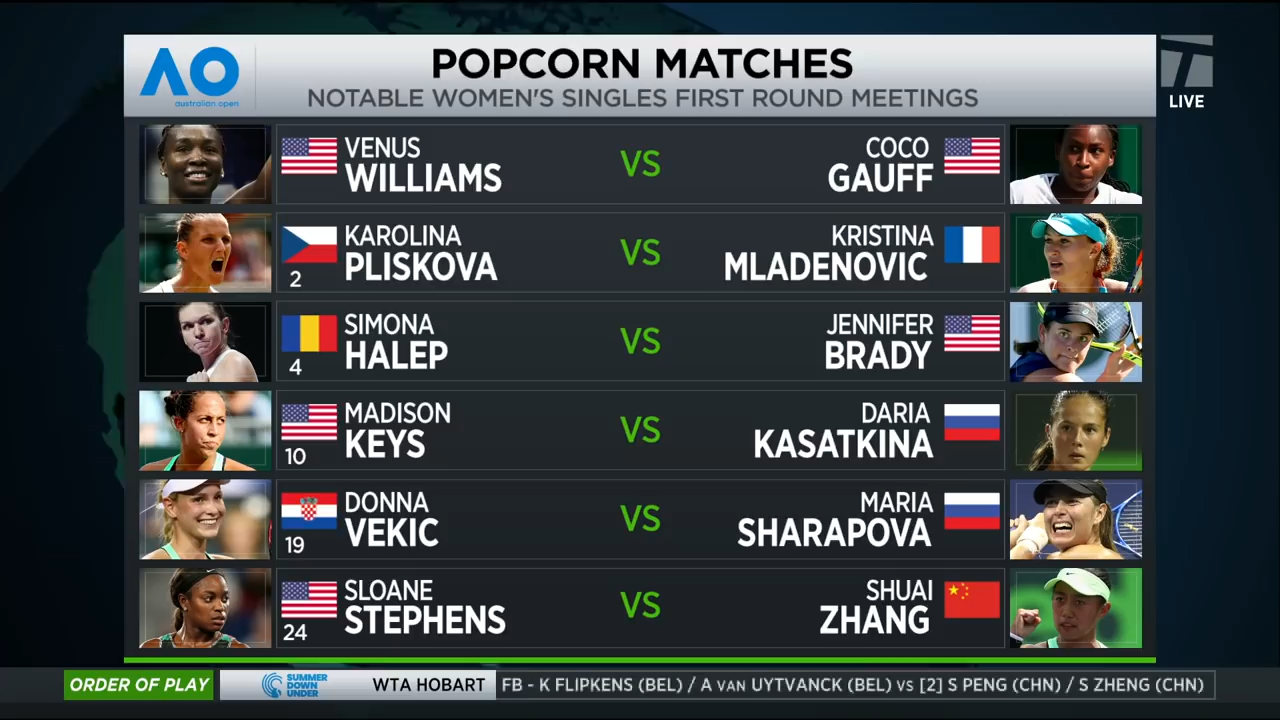 AO
australian open
POPCORN MATCHES
NOTABLE WOMEN'S SINGLES FIRST ROUND MEETINGS
T
LIVE
VENUS
WILLIAMS
VS
COCO
GAUFF
KAROLINA
PLISKOVA
2
VS
KRISTINA
MLADENOVIC
SIMONA
HALEP
4
VS
JENNIFER
BRADY
MADISON
KEYS
10
VS
DARIA
KASATKINA
DONNA
VEKIC
19
VS
MARIA
SHARAPOVA
SLOANE
STEPHENS
24
VS
SHUAI
ZHANG
ORDER OF PLAY
SUMMER
DOWN
UNDER
WTA HOBART
FB - K FLIPKENS (BEL) / A VAN UYTVANCK (BEL) VS [2] S PENG (CHN) / S ZHENG (CHN)